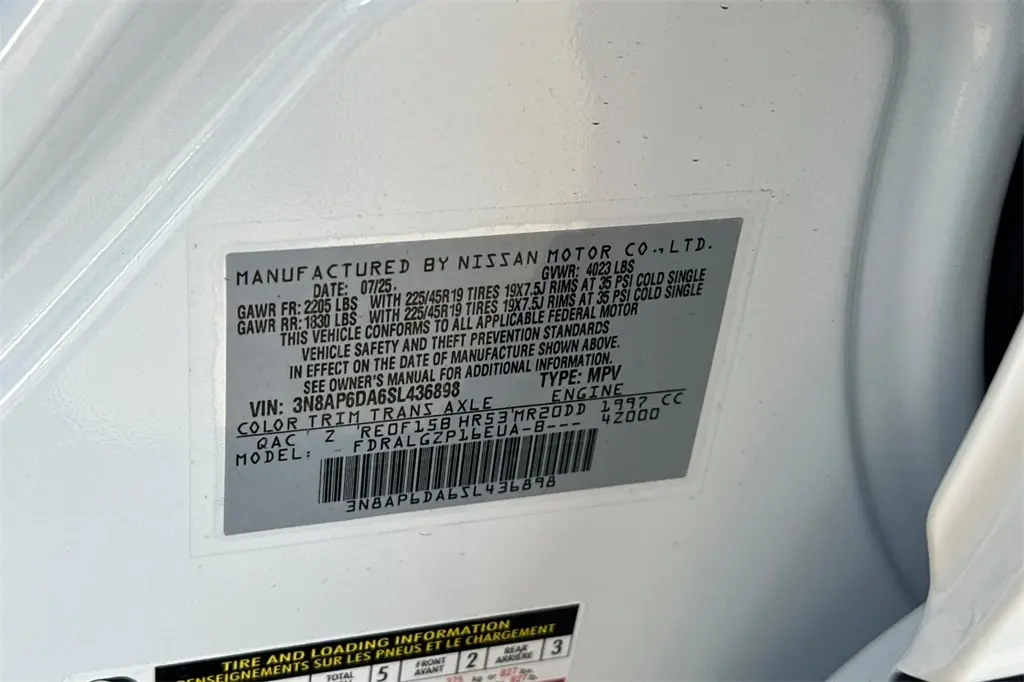 MANUFACTURED BY NISSAN MOTOR CO.,LTD.
DATE: 07/25. GVWR: 4023 LBS
GAWR FR: 2205 LBS WITH 225/45R19 TIRES 19X7.5J RIMS AT 35 PSI COLD SINGLE
GAWR RR: 1830 LBS WITH 225/45R19 TIRES 19X7.5J RIMS AT 35 PSI COLD SINGLE
THIS VEHICLE CONFORMS TO ALL APPLICABLE FEDERAL MOTOR
VEHICLE SAFETY AND THEFT PREVENTION STANDARDS
IN EFFECT ON THE DATE OF MANUFACTURE SHOWN ABOVE.
SEE OWNER'S MANUAL FOR ADDITIONAL INFORMATION.
VIN: 3N8AP6DA6SL436898 TYPE: MPV
COLOR TRIM TRANS AXLE ENGINE
QAC Z RE0F15B HR53 MR20DD 1997 CC
MODEL: FDRALGZP16EUA-B--- 42000
3N8AP6DA6SL436898
TIRE AND LOADING INFORMATION
RENSEIGNEMENTS SUR LES PNEUS ET LE CHARGEMENT
TOTAL 5 FRONT AVANT 2 REAR ARRIÈRE 3